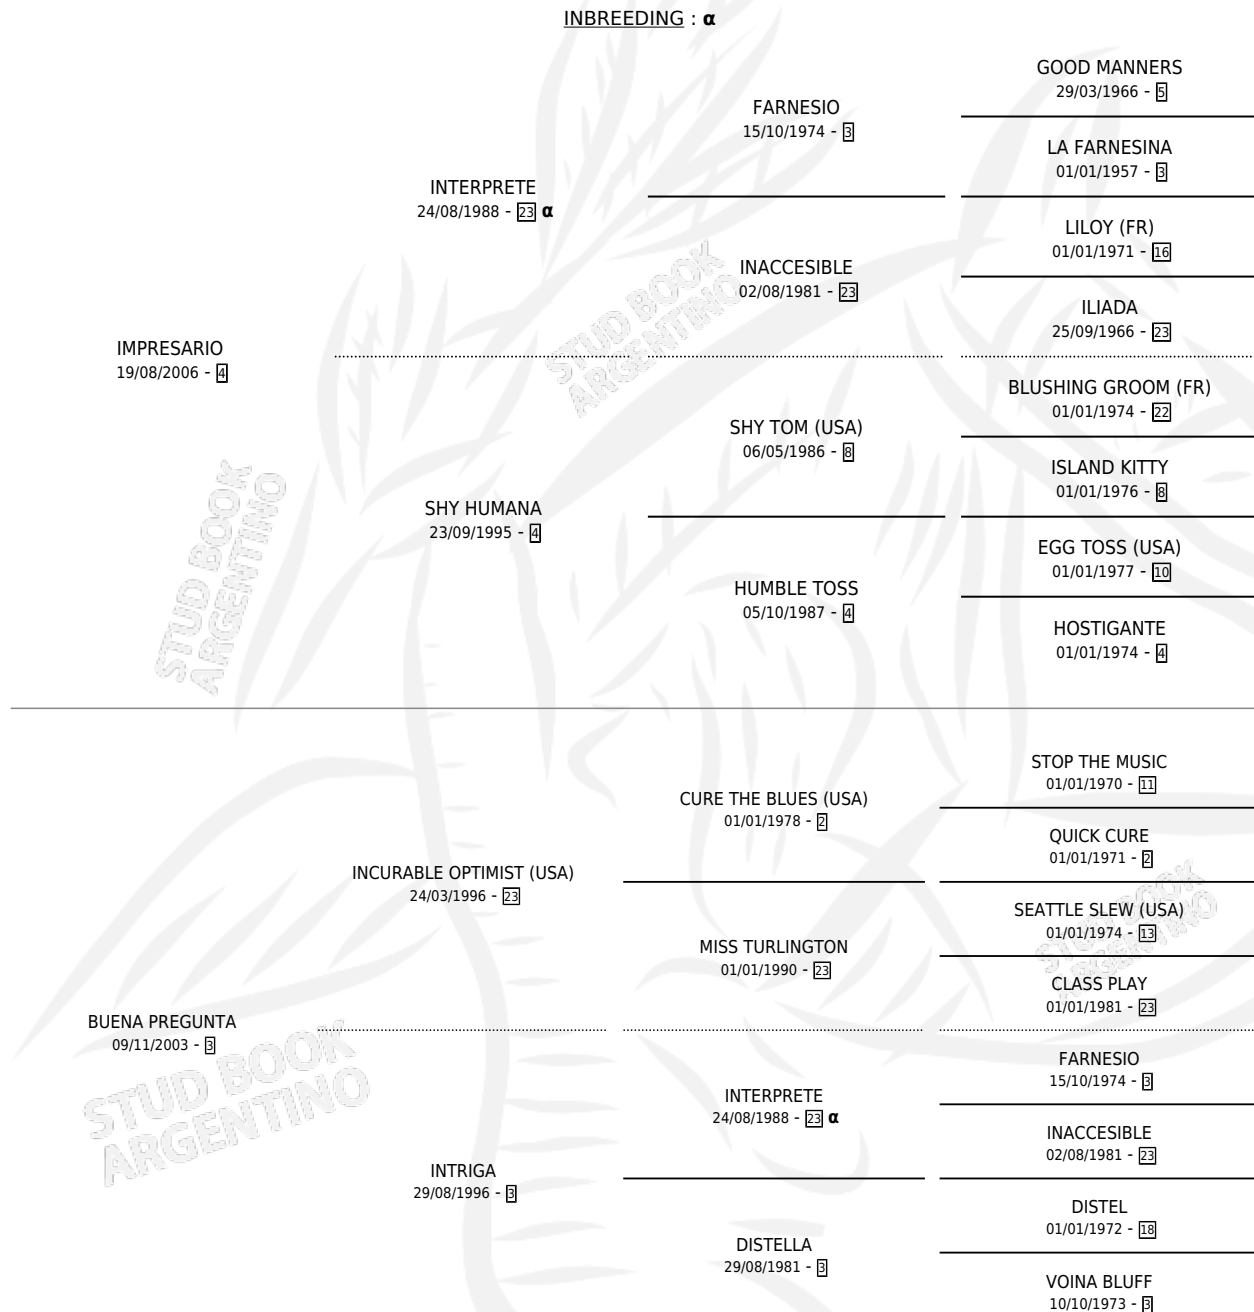 INBREEDING : α
GOOD MANNERS
29/03/1966 - 5
FARNESIO
15/10/1974 - 3
LA FARNESINA
01/01/1957 - 3
INTERPRETE
24/08/1988 - 23 α
LILOY (FR)
01/01/1971 - 16
INACCESIBLE
02/08/1981 - 23
ILIADA
25/09/1966 - 23
IMPRESARIO
19/08/2006 - 4
BLUSHING GROOM (FR)
01/01/1974 - 22
SHY TOM (USA)
06/05/1986 - 8
ISLAND KITTY
01/01/1976 - 8
SHY HUMANA
23/09/1995 - 4
EGG TOSS (USA)
01/01/1977 - 10
HUMBLE TOSS
05/10/1987 - 4
HOSTIGANTE
01/01/1974 - 4
STOP THE MUSIC
01/01/1970 - 11
CURE THE BLUES (USA)
01/01/1978 - 2
QUICK CURE
01/01/1971 - 2
INCURABLE OPTIMIST (USA)
24/03/1996 - 23
SEATTLE SLEW (USA)
01/01/1974 - 13
MISS TURLINGTON
01/01/1990 - 23
CLASS PLAY
01/01/1981 - 23
BUENA PREGUNTA
09/11/2003 - 3
FARNESIO
15/10/1974 - 3
INTERPRETE
24/08/1988 - 23 α
INACCESIBLE
02/08/1981 - 23
INTRIGA
29/08/1996 - 3
DISTEL
01/01/1972 - 18
DISTELLA
29/08/1981 - 3
VOINA BLUFF
10/10/1973 - 3
STUD BOOK
ARGENTINO
STUD BOOK
ARGENTINO
STUD BOOK
ARGENTINO
STUD BOOK
ARGENTINO